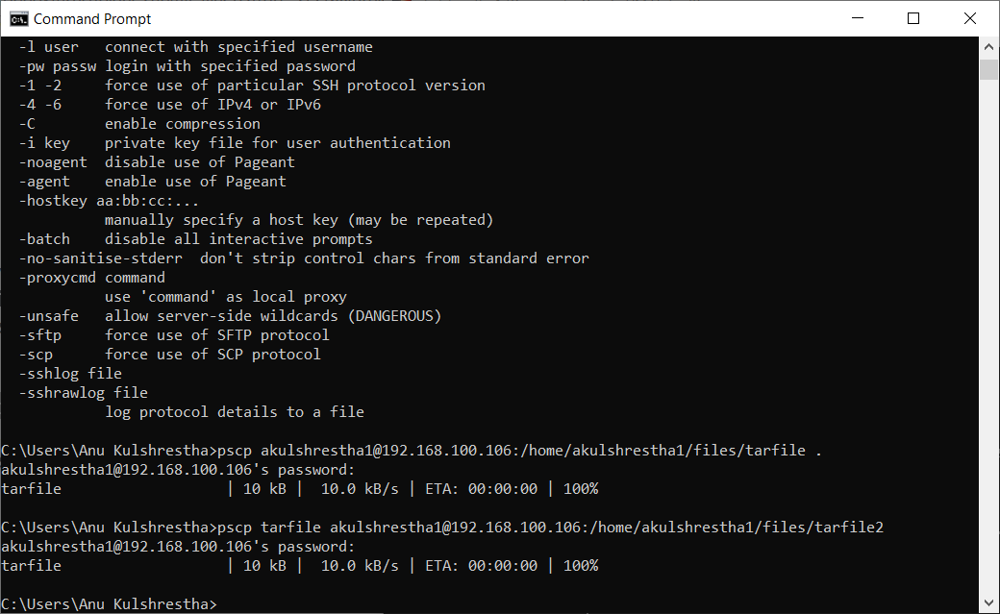 Command Prompt
-l user   connect with specified username
-pw passw login with specified password
-1 -2     force use of particular SSH protocol version
-4 -6     force use of IPv4 or IPv6
-C        enable compression
-i key    private key file for user authentication
-noagent  disable use of Pageant
-agent    enable use of Pageant
-hostkey aa:bb:cc:...
manually specify a host key (may be repeated)
-batch    disable all interactive prompts
-no-sanitise-stderr  don't strip control chars from standard error
-proxycmd command
use 'command' as local proxy
-unsafe   allow server-side wildcards (DANGEROUS)
-sftp     force use of SFTP protocol
-scp      force use of SCP protocol
-sshlog file
-sshrawlog file
log protocol details to a file
C:\Users\Anu Kulshrestha>pscp akulshrestha1@192.168.100.106:/home/akulshrestha1/files/tarfile .
akulshrestha1@192.168.100.106's password:
tarfile                   | 10 kB |  10.0 kB/s | ETA: 00:00:00 | 100%
C:\Users\Anu Kulshrestha>pscp tarfile akulshrestha1@192.168.100.106:/home/akulshrestha1/files/tarfile2
akulshrestha1@192.168.100.106's password:
tarfile                   | 10 kB |  10.0 kB/s | ETA: 00:00:00 | 100%
C:\Users\Anu Kulshrestha>